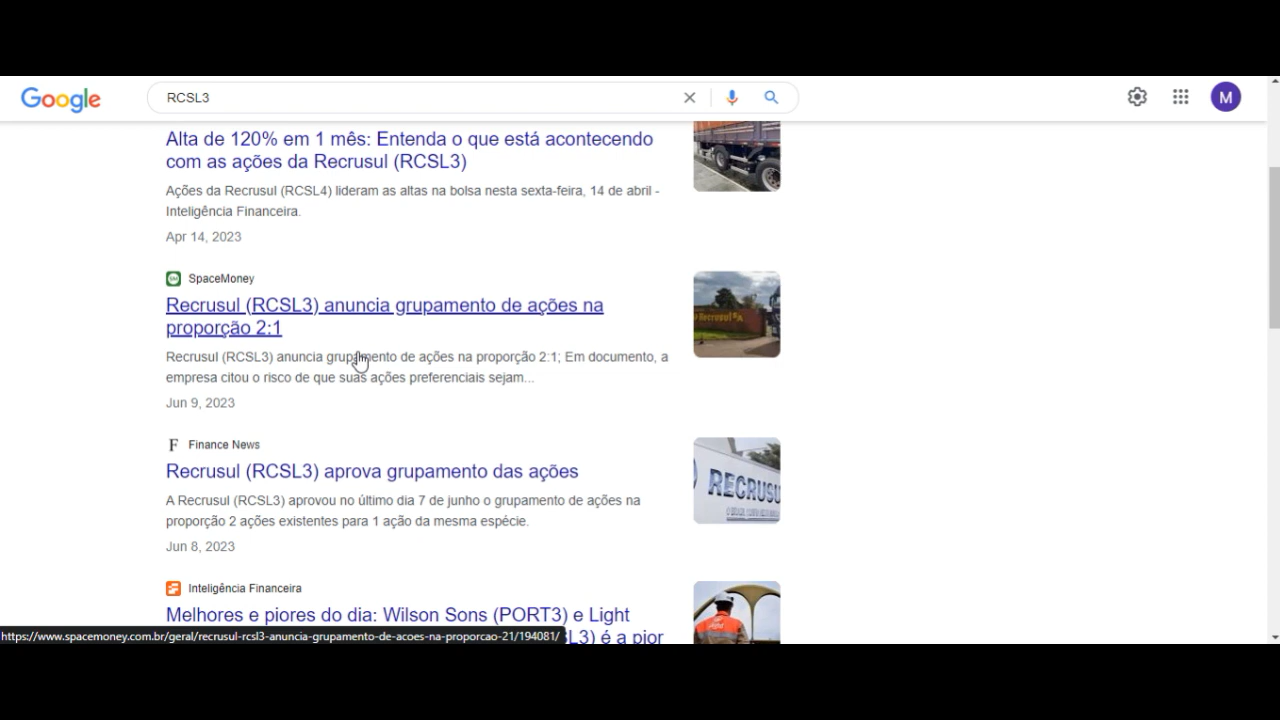 Google
RCSL3
M
Alta de 120% em 1 mês: Entenda o que está acontecendo
com as ações da Recrusul (RCSL3)
Ações da Recrusul (RCSL4) lideram as altas na bolsa nesta sexta-feira, 14 de abril -
Inteligência Financeira.
Apr 14, 2023
SpaceMoney
Recrusul (RCSL3) anuncia grupamento de ações na
proporção 2:1
Recrusul (RCSL3) anuncia grupamento de ações na proporção 2:1; Em documento, a
empresa citou o risco de que suas ações preferenciais sejam...
Jun 9, 2023
F Finance News
Recrusul (RCSL3) aprova grupamento das ações
A Recrusul (RCSL3) aprovou no último dia 7 de junho o grupamento de ações na
proporção 2 ações existentes para 1 ação da mesma espécie.
Jun 8, 2023
RECRUSU
Inteligência Financeira
Melhores e piores do dia: Wilson Sons (PORT3) e Light
L3) é a pior
https://www.spacemoney.com.br/geral/recrusul-rcsl3-anuncia-grupamento-de-acoes-na-proporcao-21/194081/